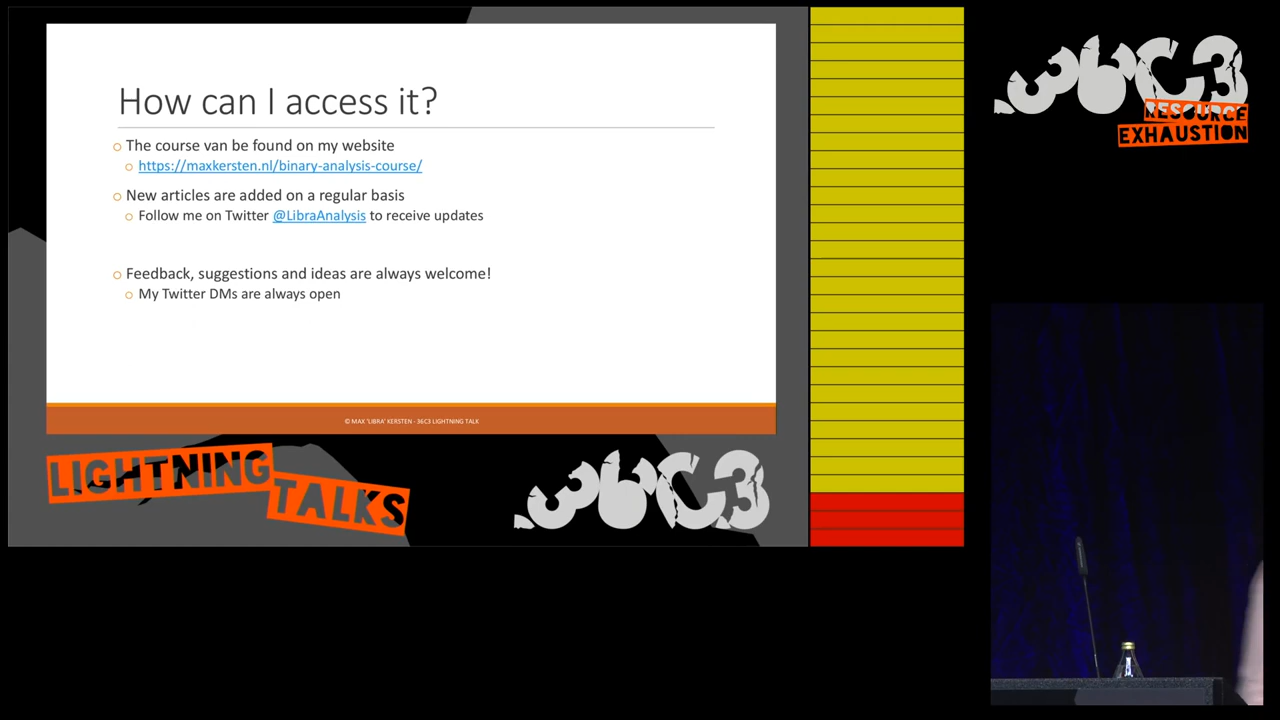 How can I access it?
The course van be found on my website
https://maxkersten.nl/binary-analysis-course/
New articles are added on a regular basis
Follow me on Twitter @LibraAnalysis to receive updates
Feedback, suggestions and ideas are always welcome!
My Twitter DMs are always open
© MAX 'LIBRA' KERSTEN - 36C3 LIGHTNING TALK
LIGHTNING
TALKS
36C3
36C3
RESOURCE
EXHAUSTION